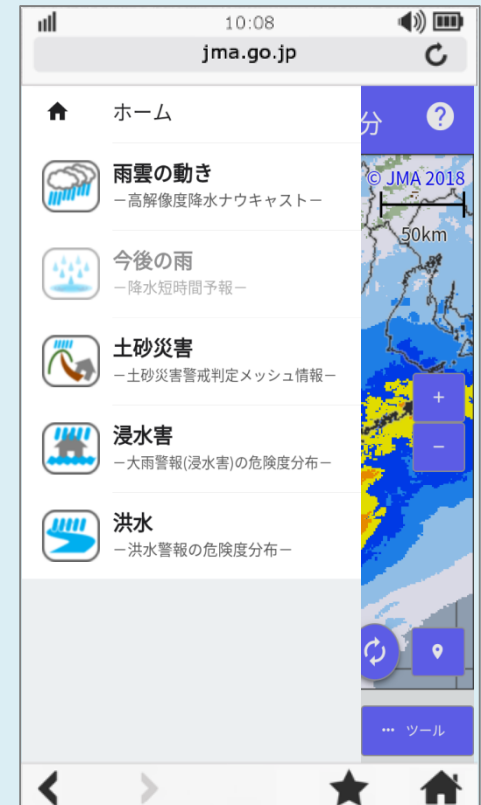 10:08
jma.go.jp
ホーム
分
雨雲の動き
－高解像度降水ナウキャスト－
© JMA 2018
50km
今後の雨
－降水短時間予報－
土砂災害
－土砂災害警戒判定メッシュ情報－
浸水害
－大雨警報(浸水害)の危険度分布－
洪水
－洪水警報の危険度分布－
ツール